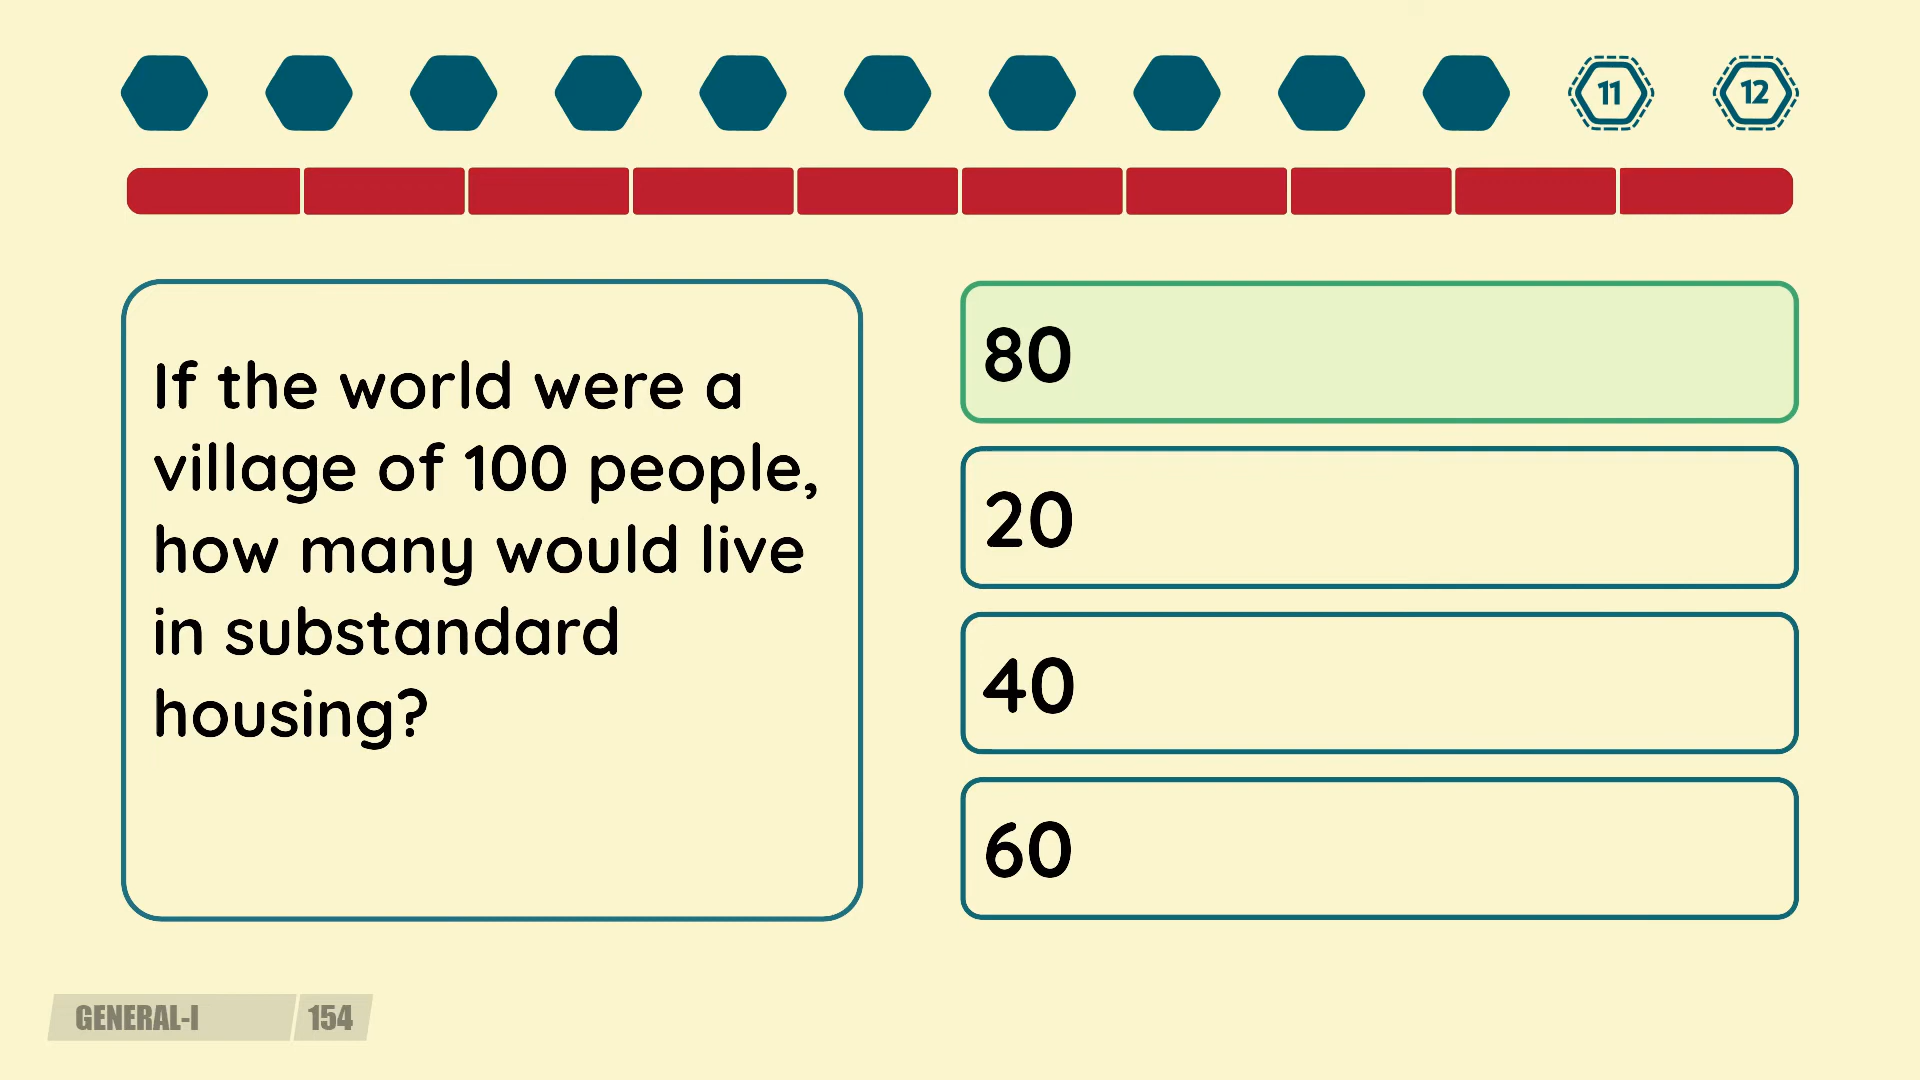 11
12
If the world were a
village of 100 people,
how many would live
in substandard
housing?
80
20
40
60
GENERAL-I 154